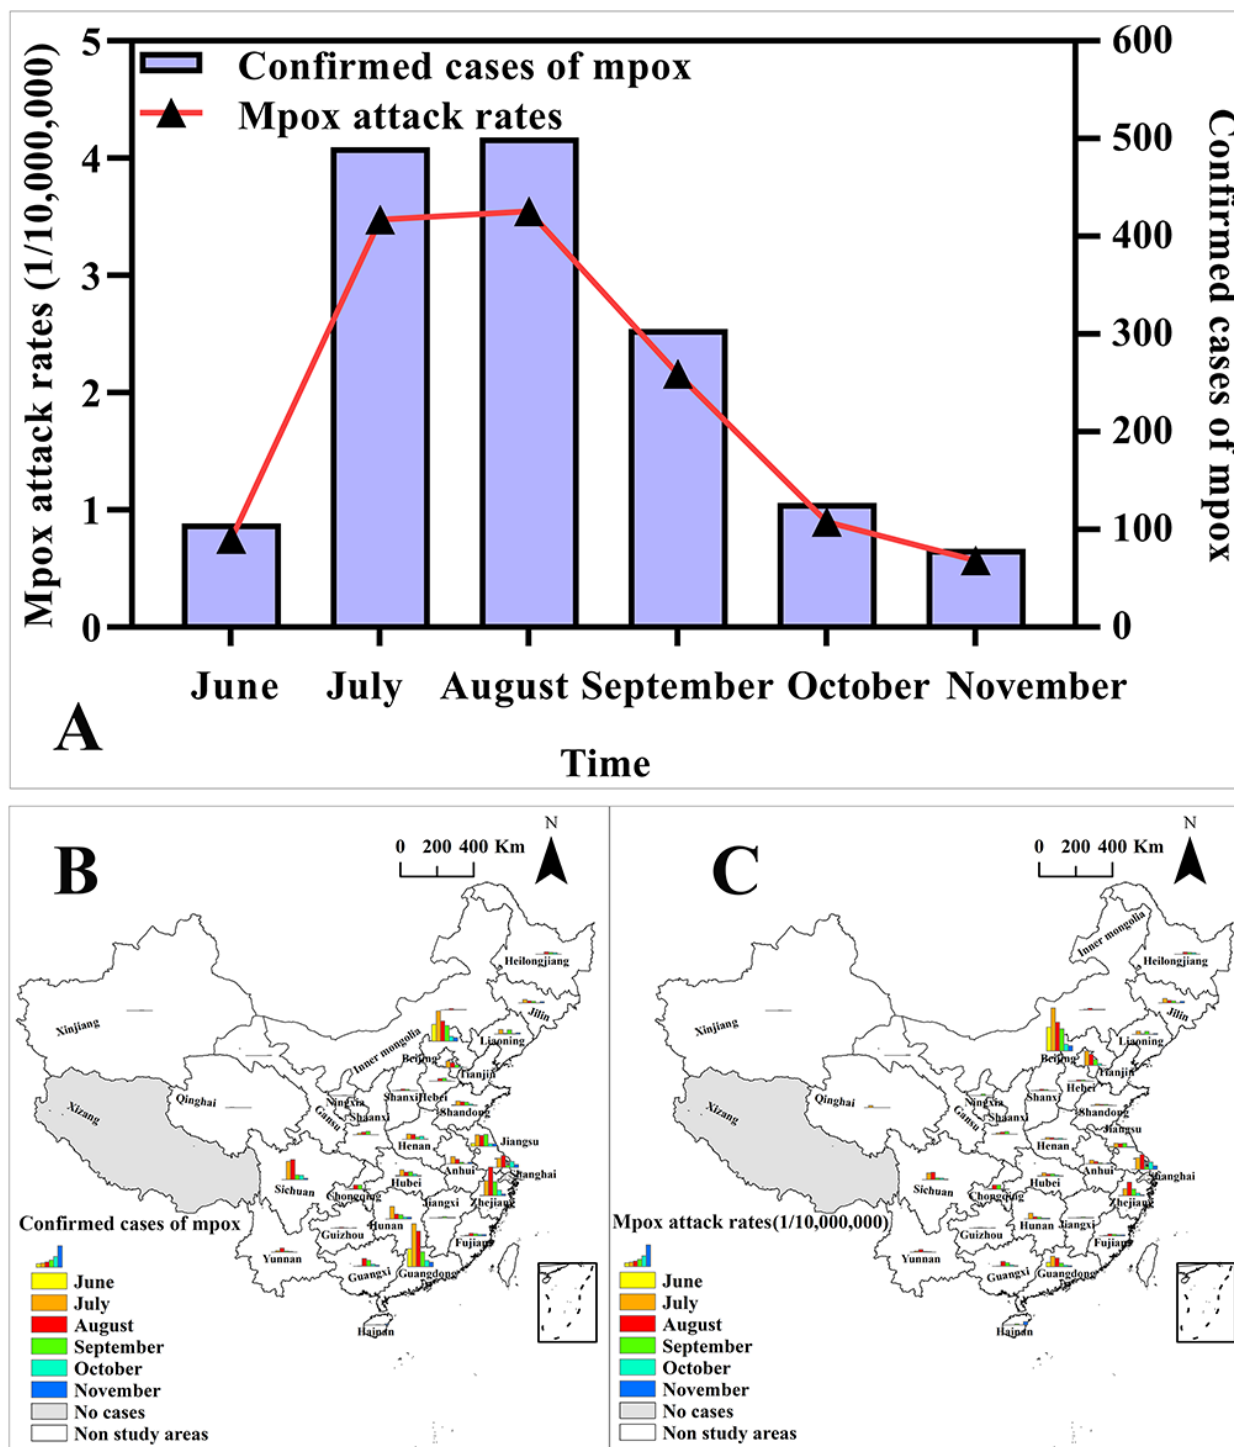 5
4
3
2
1
0
Mpox attack rates (1/10,000,000)
Confirmed cases of mpox
Mpox attack rates
600
500
400
300
200
100
0
Confirmed cases of mpox
June July August September October November
Time
A
B
0 200 400 Km
N
Heilongjiang
Jilin
Liaoning
Inner mongolia
Xinjiang
Beijing
Tianjin
Hebei
Shanxi
Ningxia
Shaanxi
Gansu
Qinghai
Shandong
Xizang
Henan
Jiangsu
Anhui
Shanghai
Sichuan
Chongqing
Hubei
Zhejiang
Hunan
Jiangxi
Guizhou
Fujiang
Yunnan
Guangxi
Guangdong
Hainan
Confirmed cases of mpox
June
July
August
September
October
November
No cases
Non study areas
C
0 200 400 Km
N
Inner mongolia
Heilongjiang
Jilin
Liaoning
Xinjiang
Beijing
Tianjin
Hebei
Ningxia
Shanxi
Shaanxi
Gansu
Qinghai
Shandong
Xizang
Jiangsu
Henan
Anhui
Shanghai
Sichuan
Chongqing
Hubei
Zhejiang
Hunan
Jiangxi
Guizhou
Fujiang
Yunnan
Guangxi
Guangdong
Hainan
Mpox attack rates(1/10,000,000)
June
July
August
September
October
November
No cases
Non study areas